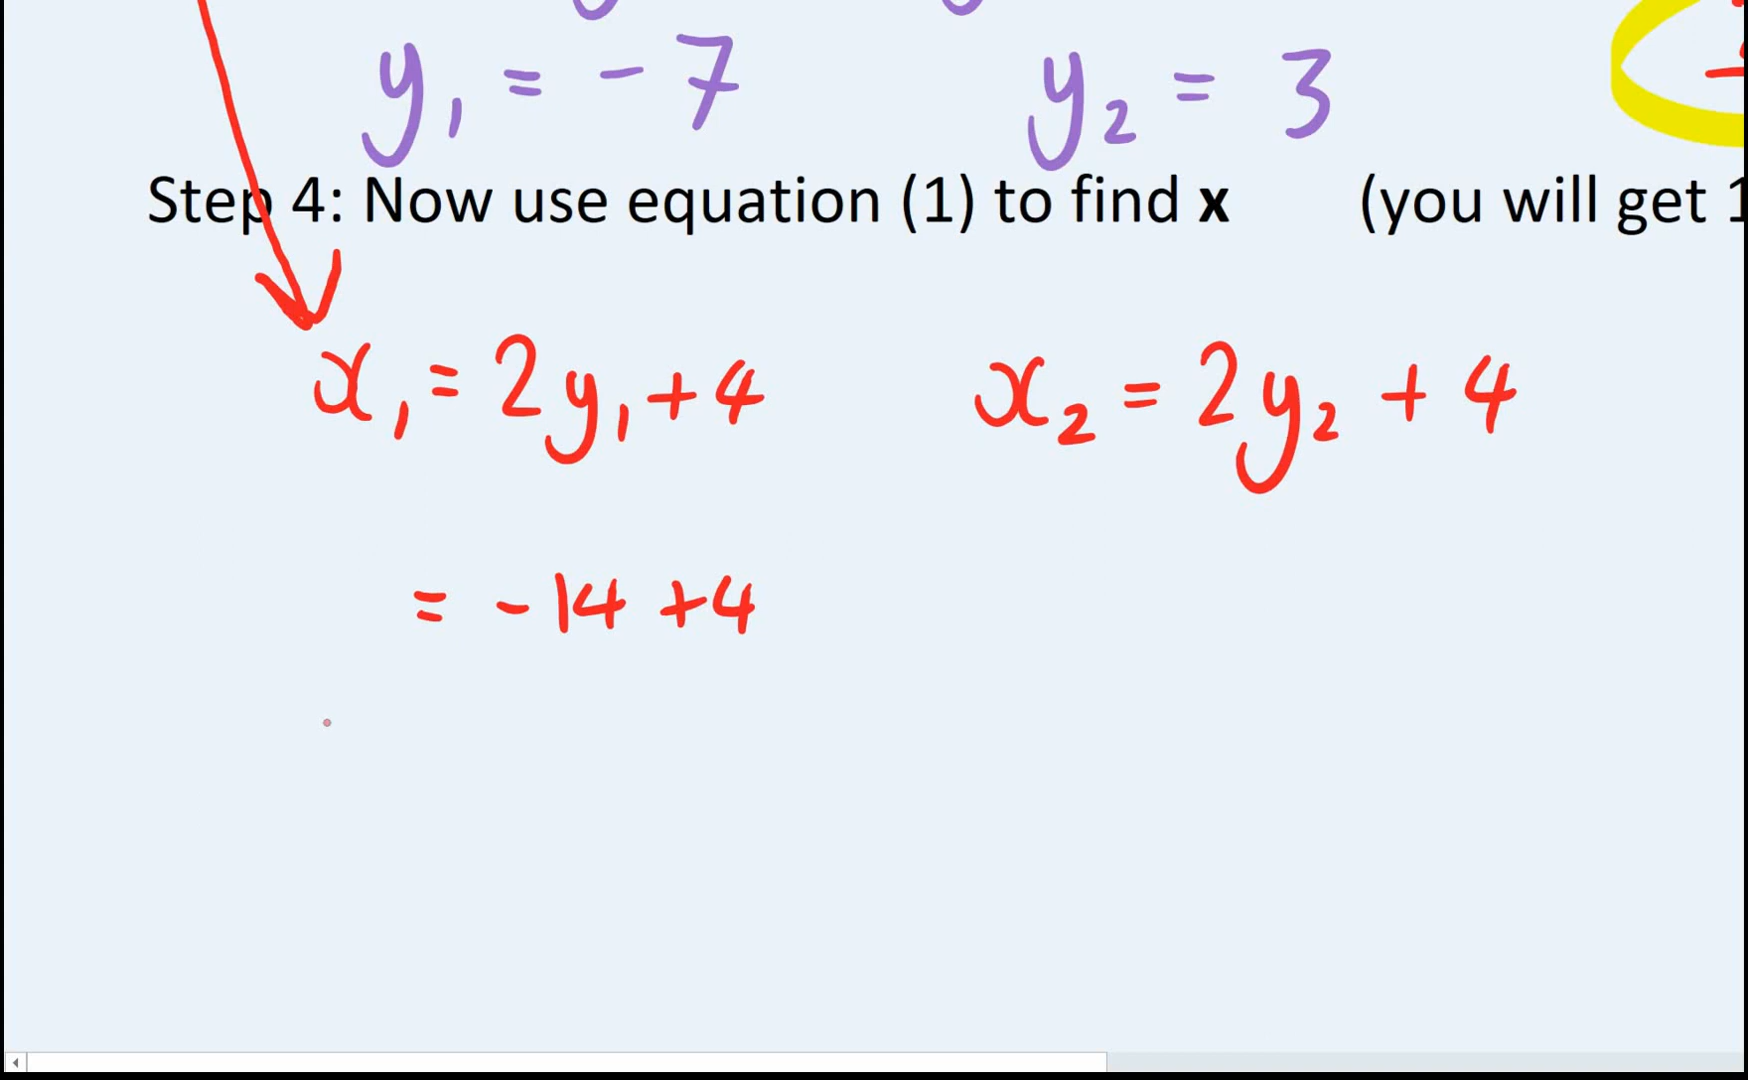 y₁ = -7 y₂ = 3
Step 4: Now use equation (1) to find x (you will get 1
x₁ = 2y₁ + 4 x₂ = 2y₂ + 4
= -14 + 4